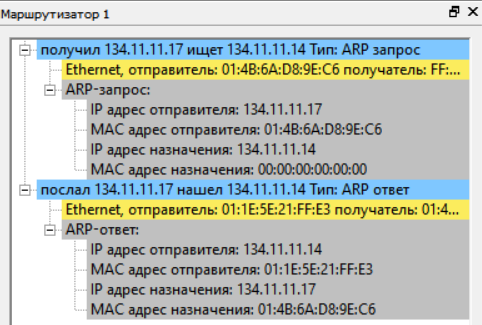 Маршрутизатор 1
получил 134.11.11.17 ищет 134.11.11.14 Тип: ARP запрос
Ethernet, отправитель: 01:4B:6A:D8:9E:C6 получатель: FF:...
ARP-запрос:
IP адрес отправителя: 134.11.11.17
MAC адрес отправителя: 01:4B:6A:D8:9E:C6
IP адрес назначения: 134.11.11.14
MAC адрес назначения: 00:00:00:00:00:00
послал 134.11.11.17 нашел 134.11.11.14 Тип: ARP ответ
Ethernet, отправитель: 01:1E:5E:21:FF:E3 получатель: 01:4...
ARP-ответ:
IP адрес отправителя: 134.11.11.14
MAC адрес отправителя: 01:1E:5E:21:FF:E3
IP адрес назначения: 134.11.11.17
MAC адрес назначения: 01:4B:6A:D8:9E:C6